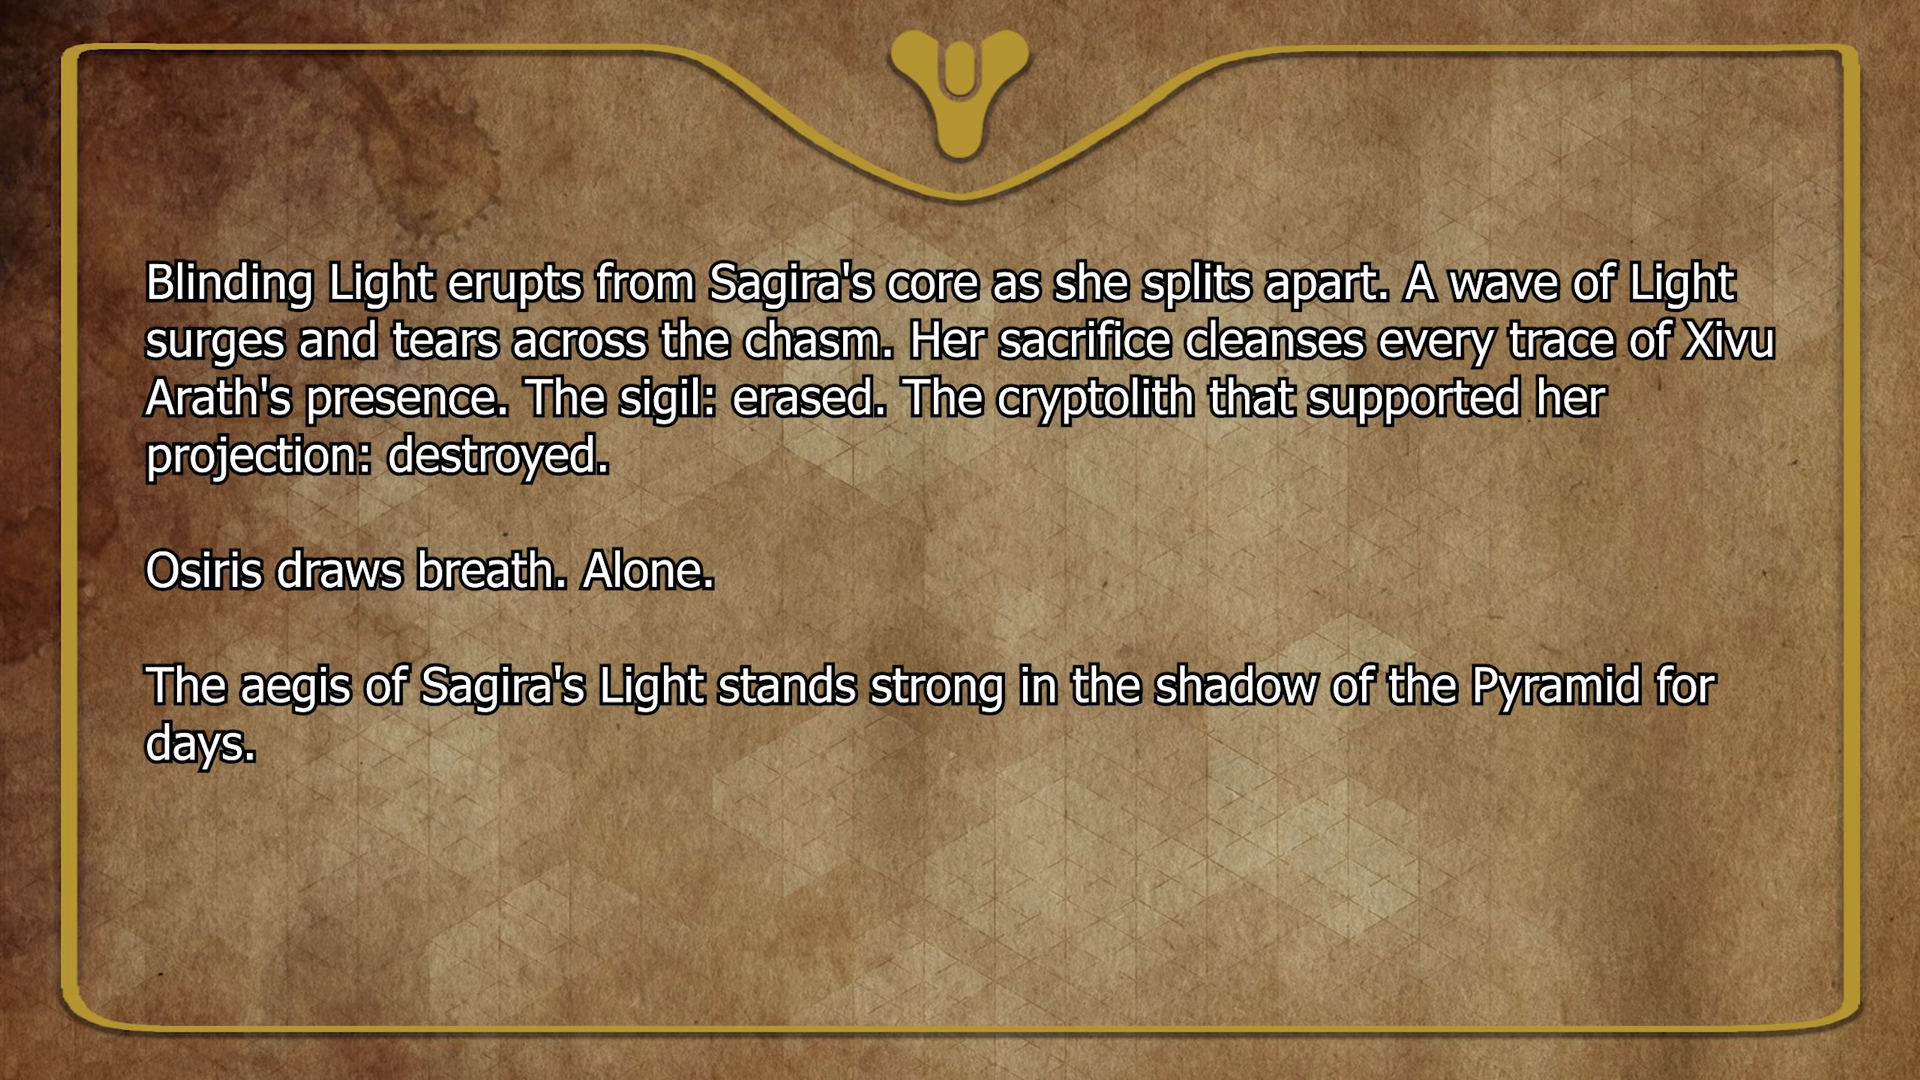 Blinding Light erupts from Sagira's core as she splits apart. A wave of Light
surges and tears across the chasm. Her sacrifice cleanses every trace of Xivu
Arath's presence. The sigil: erased. The cryptolith that supported her
projection: destroyed.
Osiris draws breath. Alone.
The aegis of Sagira's Light stands strong in the shadow of the Pyramid for
days.